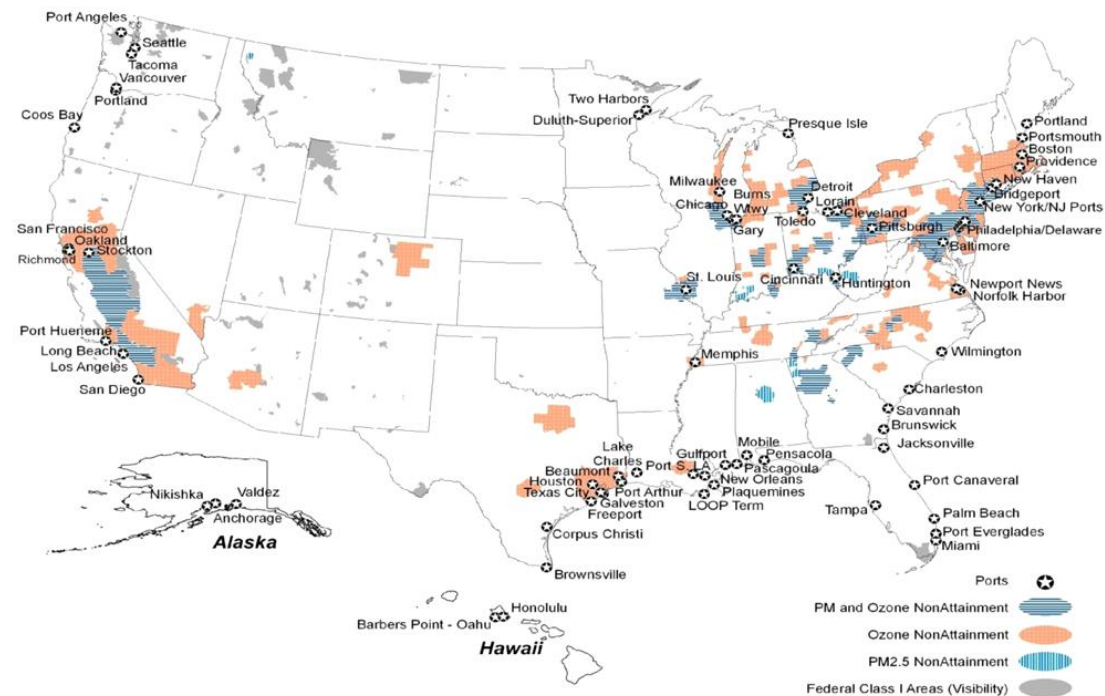 Port Angeles
Seattle
Tacoma
Vancouver
Portland
Coos Bay
San Francisco
Oakland
Stockton
Richmond
Port Hueneme
Long Beach
Los Angeles
San Diego
Two Harbors
Duluth-Superior
Presque Isle
Milwaukee
Burns
Chicago
Wtwy
Gary
Detroit
Lorain
Toledo
Cleveland
Pittsburgh
Portland
Portsmouth
Boston
Providence
New Haven
Bridgeport
New York/NJ Ports
Philadelphia/Delaware
Baltimore
St. Louis
Cincinnati
Huntington
Newport News
Norfolk Harbor
Memphis
Wilmington
Charleston
Savannah
Brunswick
Jacksonville
Lake
Charles
Port S. LA
Gulfport
Mobile
Pensacola
Pascagoula
New Orleans
Plaquemines
LOOP Term
Beaumont
Houston
Texas City
Port Arthur
Galveston
Freeport
Corpus Christi
Brownsville
Port Canaveral
Tampa
Palm Beach
Port Everglades
Miami
Nikishka
Valdez
Anchorage
Alaska
Honolulu
Barbers Point - Oahu
Hawaii
Ports
PM and Ozone NonAttainment
Ozone NonAttainment
PM2.5 NonAttainment
Federal Class I Areas (Visibility)